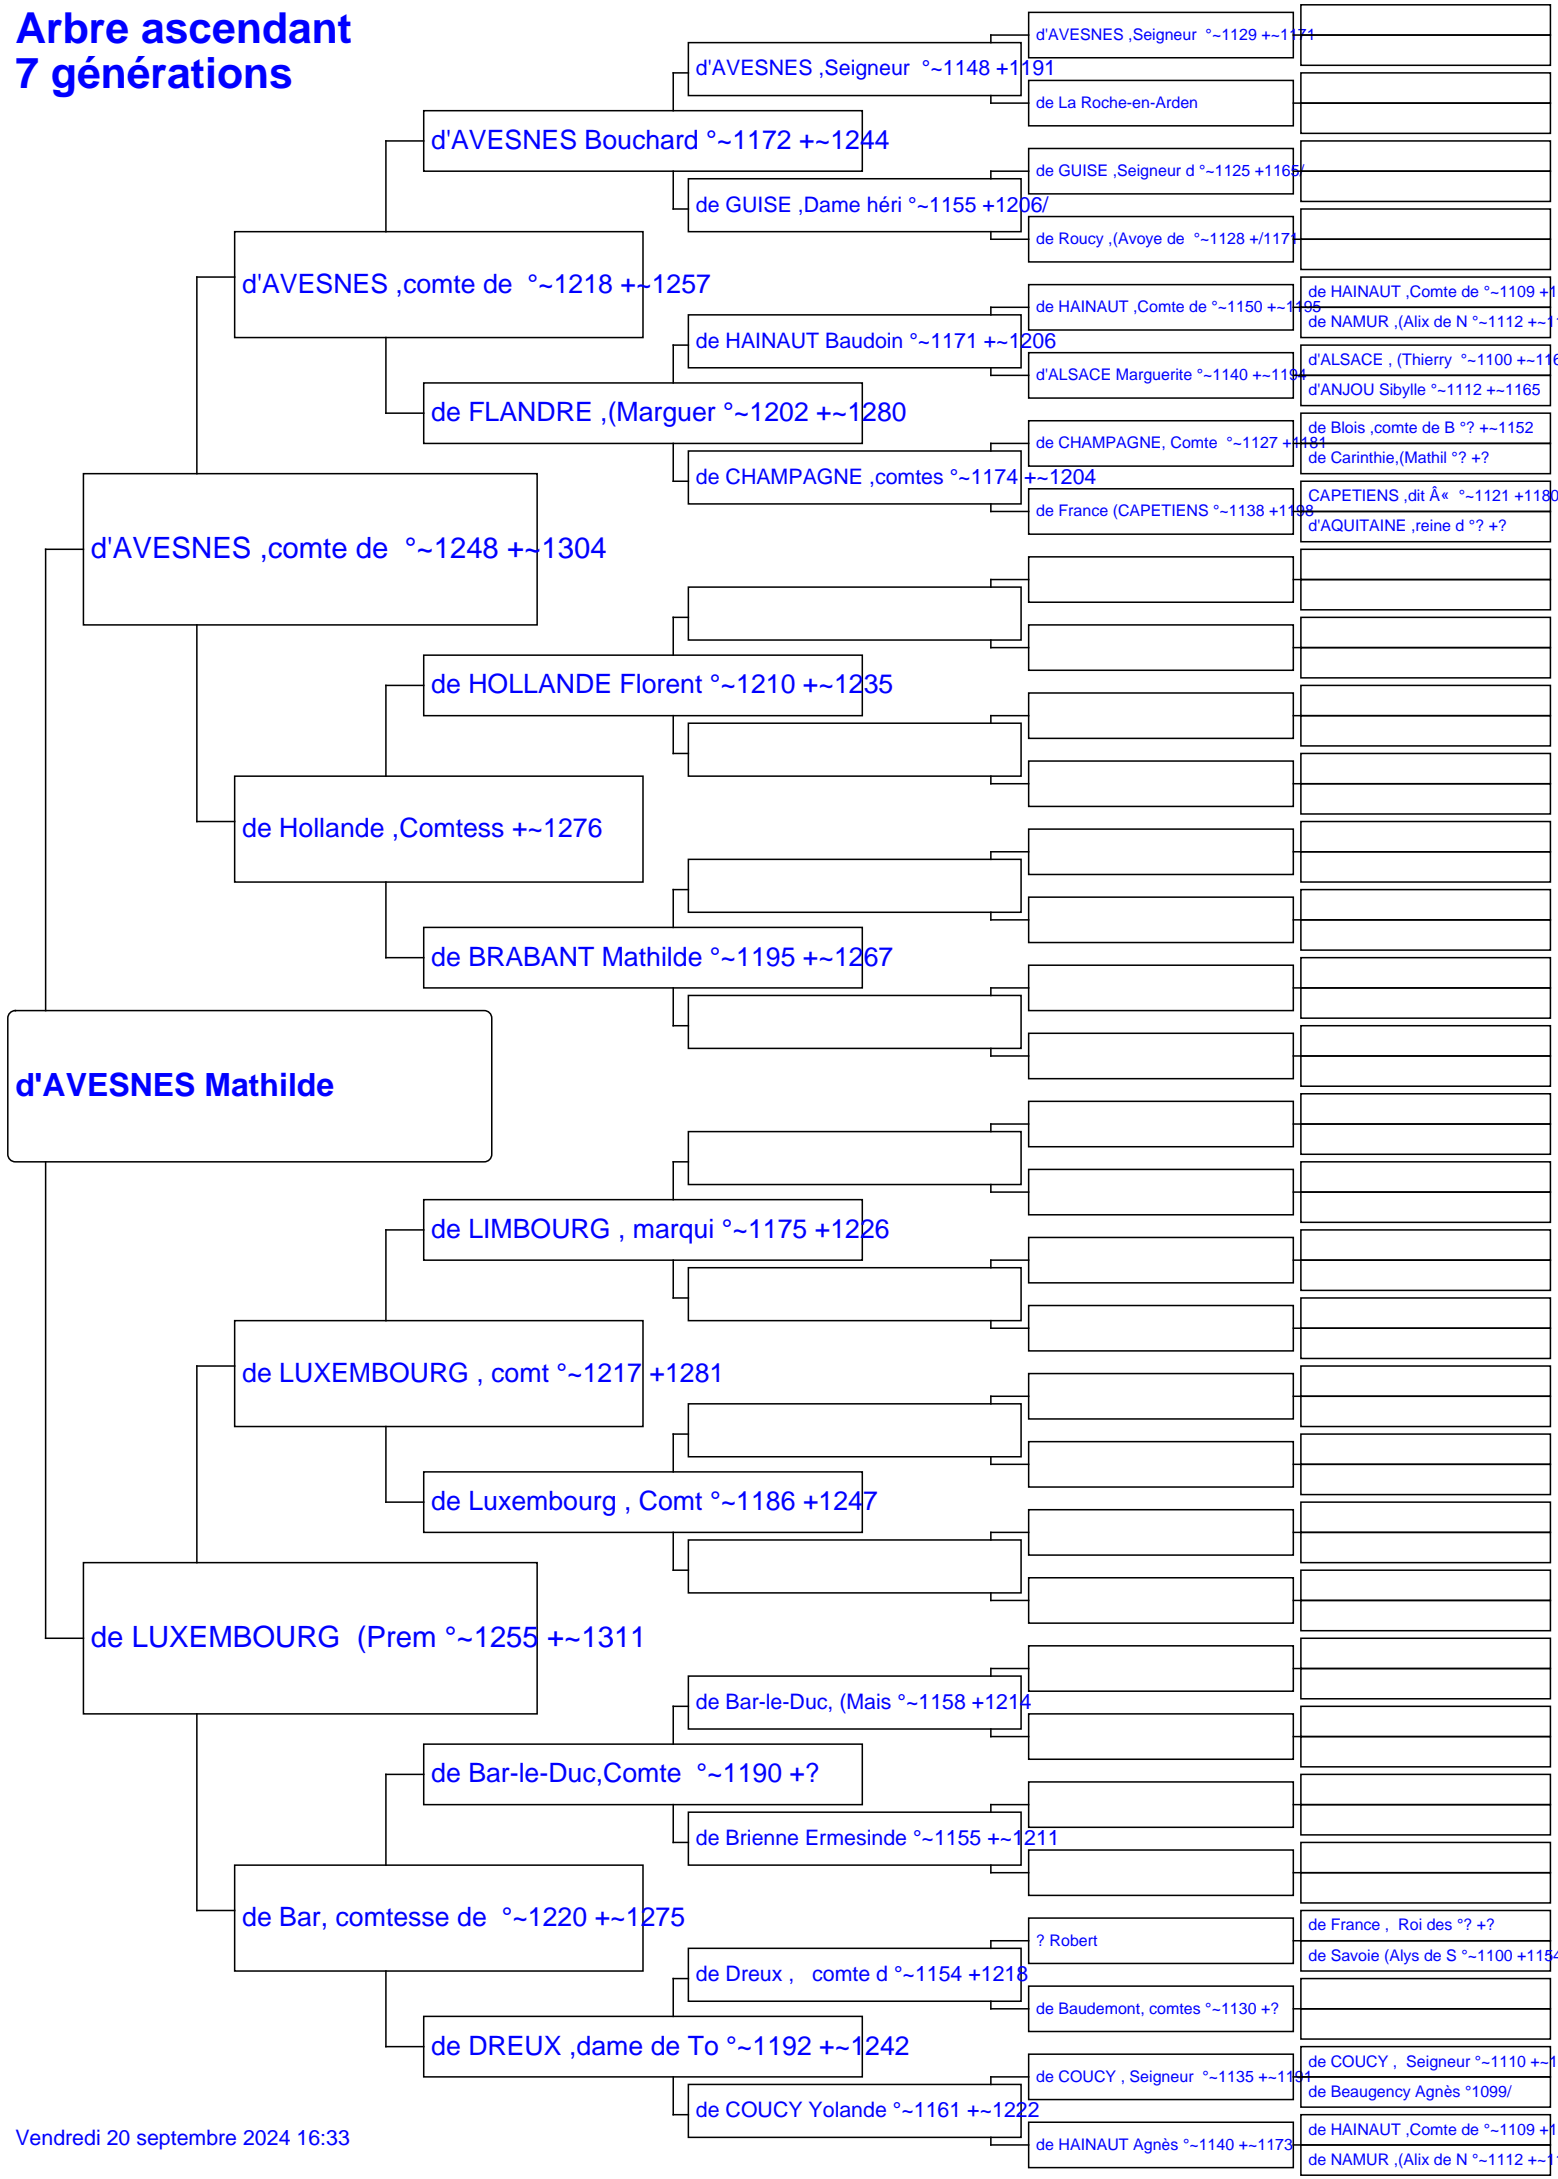 Arbre ascendant
7 générations
d'AVESNES ,Seigneur °~1129 +~1171
d'AVESNES ,Seigneur °~1148 +1191
de La Roche-en-Arden
d'AVESNES Bouchard °~1172 +~1244
de GUISE ,Seigneur d °~1125 +1165/
de GUISE ,Dame héri °~1155 +1206/
de Roucy ,(Avoye de °~1128 +/1171
d'AVESNES ,comte de °~1218 +~1257
de HAINAUT ,Comte de °~1109 +1
de HAINAUT ,Comte de °~1150 +~1195
de NAMUR ,(Alix de N °~1112 +~1
de HAINAUT Baudoin °~1171 +~1206
d'ALSACE , (Thierry °~1100 +~116
d'ALSACE Marguerite °~1140 +~1194
d'ANJOU Sibylle °~1112 +~1165
de FLANDRE ,(Marguer °~1202 +~1280
de Blois ,comte de B °? +~1152
de CHAMPAGNE, Comte °~1127 +1181
de Carinthie,(Mathil °? +?
de CHAMPAGNE ,comtes °~1174 +~1204
CAPETIENS ,dit Â« °~1121 +1180
de France (CAPETIENS °~1138 +1198
d'AQUITAINE ,reine d °? +?
d'AVESNES ,comte de °~1248 +~1304
de HOLLANDE Florent °~1210 +~1235
de Hollande ,Comtess +~1276
de BRABANT Mathilde °~1195 +~1267
d'AVESNES Mathilde
de LIMBOURG , marqui °~1175 +1226
de LUXEMBOURG , comt °~1217 +1281
de Luxembourg , Comt °~1186 +1247
de LUXEMBOURG (Prem °~1255 +~1311
de Bar-le-Duc, (Mais °~1158 +1214
de Bar-le-Duc,Comte °~1190 +?
de Brienne Ermesinde °~1155 +~1211
de Bar, comtesse de °~1220 +~1275
de France , Roi des °? +?
? Robert
de Savoie (Alys de S °~1100 +1154
de Dreux , comte d °~1154 +1218
de Baudemont, comtes °~1130 +?
de DREUX ,dame de To °~1192 +~1242
de COUCY , Seigneur °~1110 +~1
de COUCY , Seigneur °~1135 +~1191
de Beaugency Agnès °1099/
de COUCY Yolande °~1161 +~1222
de HAINAUT ,Comte de °~1109 +1
de HAINAUT Agnès °~1140 +~1173
de NAMUR ,(Alix de N °~1112 +~1
Vendredi 20 septembre 2024 16:33